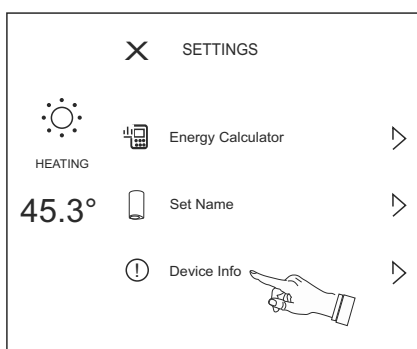 SETTINGS
HEATING
45.3°
Energy Calculator
Set Name
Device Info